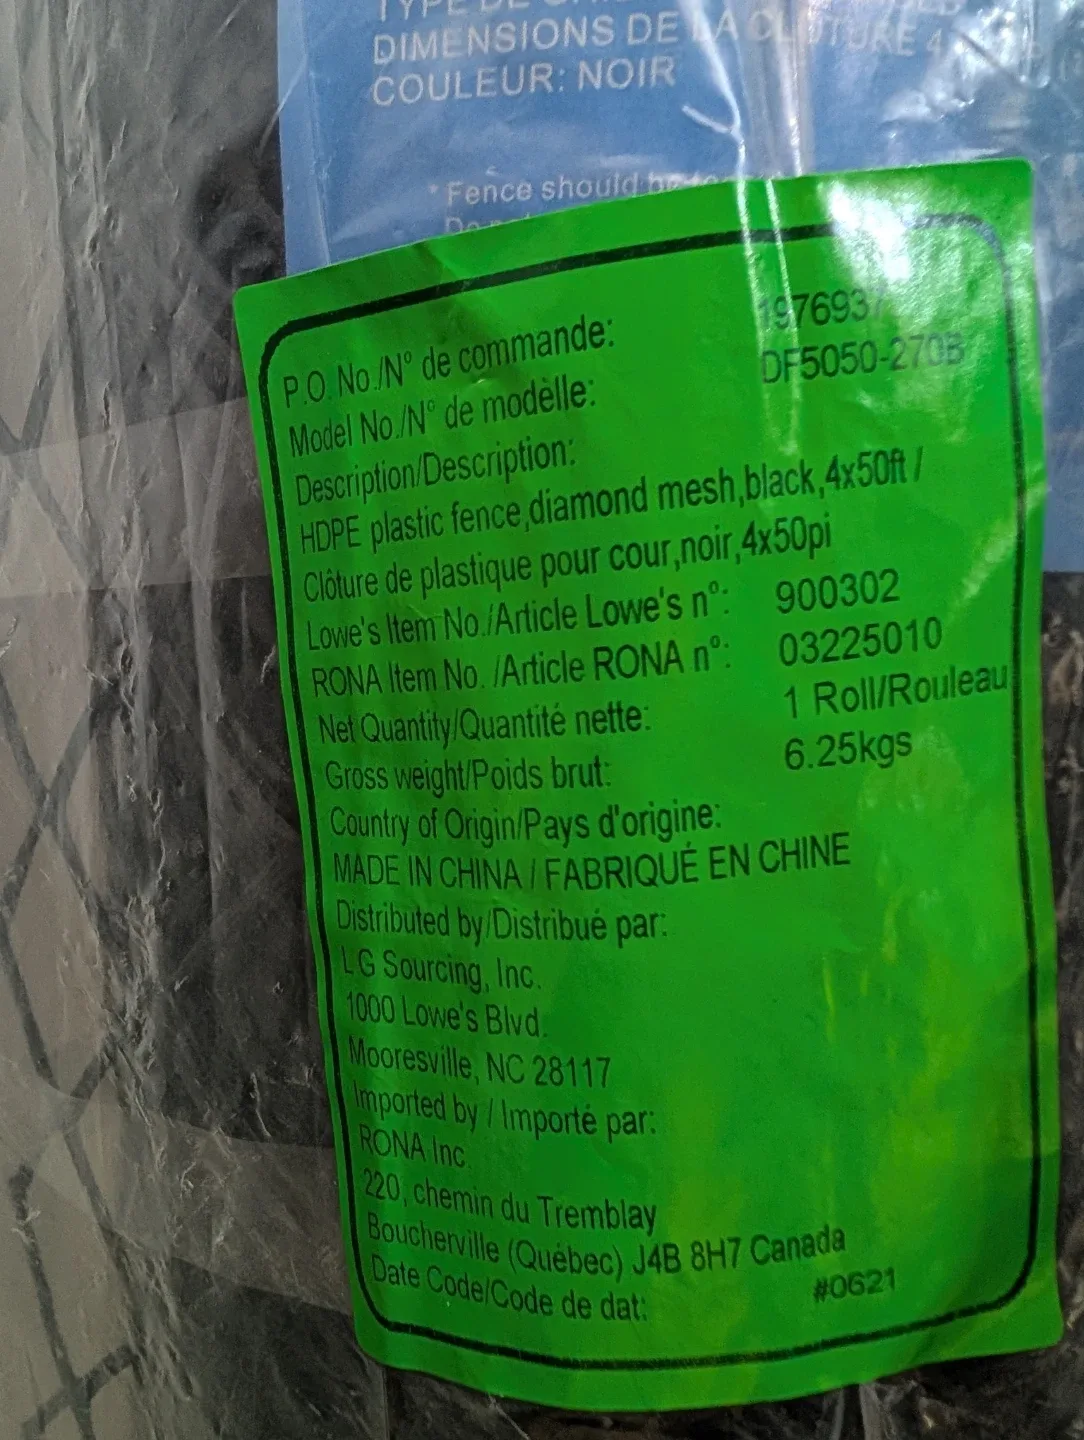 TYPE DE
DIMENSIONS DE LA CLÔTURE 4
COULEUR: NOIR
* Fence should be
P.O. No./N° de commande: 1976937
Model No./N° de modèlle: DF5050-270B
Description/Description:
HDPE plastic fence,diamond mesh,black,4x50ft /
Clôture de plastique pour cour,noir,4x50pi
Lowe's Item No./Article Lowe's n°: 900302
RONA Item No. /Article RONA n°: 03225010
Net Quantity/Quantité nette: 1 Roll/Rouleau
Gross weight/Poids brut: 6.25kgs
Country of Origin/Pays d'origine:
MADE IN CHINA / FABRIQUÉ EN CHINE
Distributed by/Distribué par:
LG Sourcing, Inc.
1000 Lowe's Blvd.
Mooresville, NC 28117
Imported by / Importé par:
RONA Inc.
220, chemin du Tremblay
Boucherville (Québec) J4B 8H7 Canada
Date Code/Code de dat: #0621